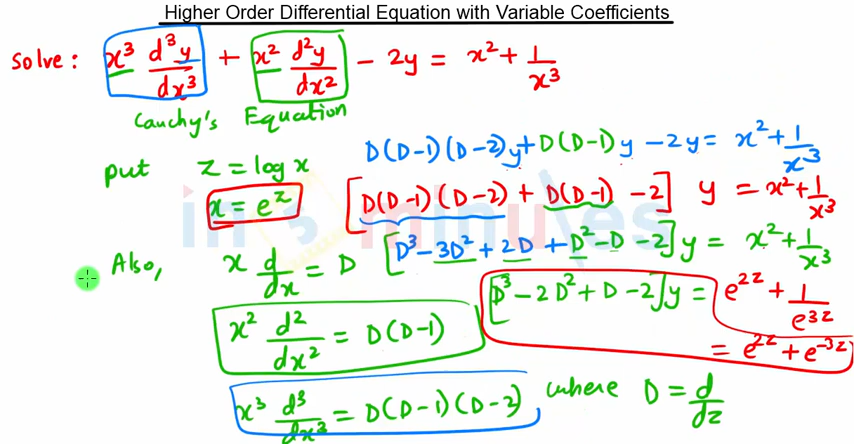 Higher Order Differential Equation with Variable Coefficients
Solve: x³ d³y/dx³ + x² d²y/dx² - 2y = x² + 1/x³
Cauchy's Equation
D(D-1)(D-2)y + D(D-1)y - 2y = x² + 1/x³
put z = log x
x = e^z [D(D-1)(D-2) + D(D-1) - 2] y = x² + 1/x³
Also, x d/dx = D [D³ - 3D² + 2D + D² - D - 2] y = x² + 1/x³
[D³ - 2D² + D - 2] y = e^2z + 1/e^3z
= e^2z + e^-3z
x² d²/dx² = D(D-1)
x³ d³/dx³ = D(D-1)(D-2) where D = d/dz
in 3 minutes